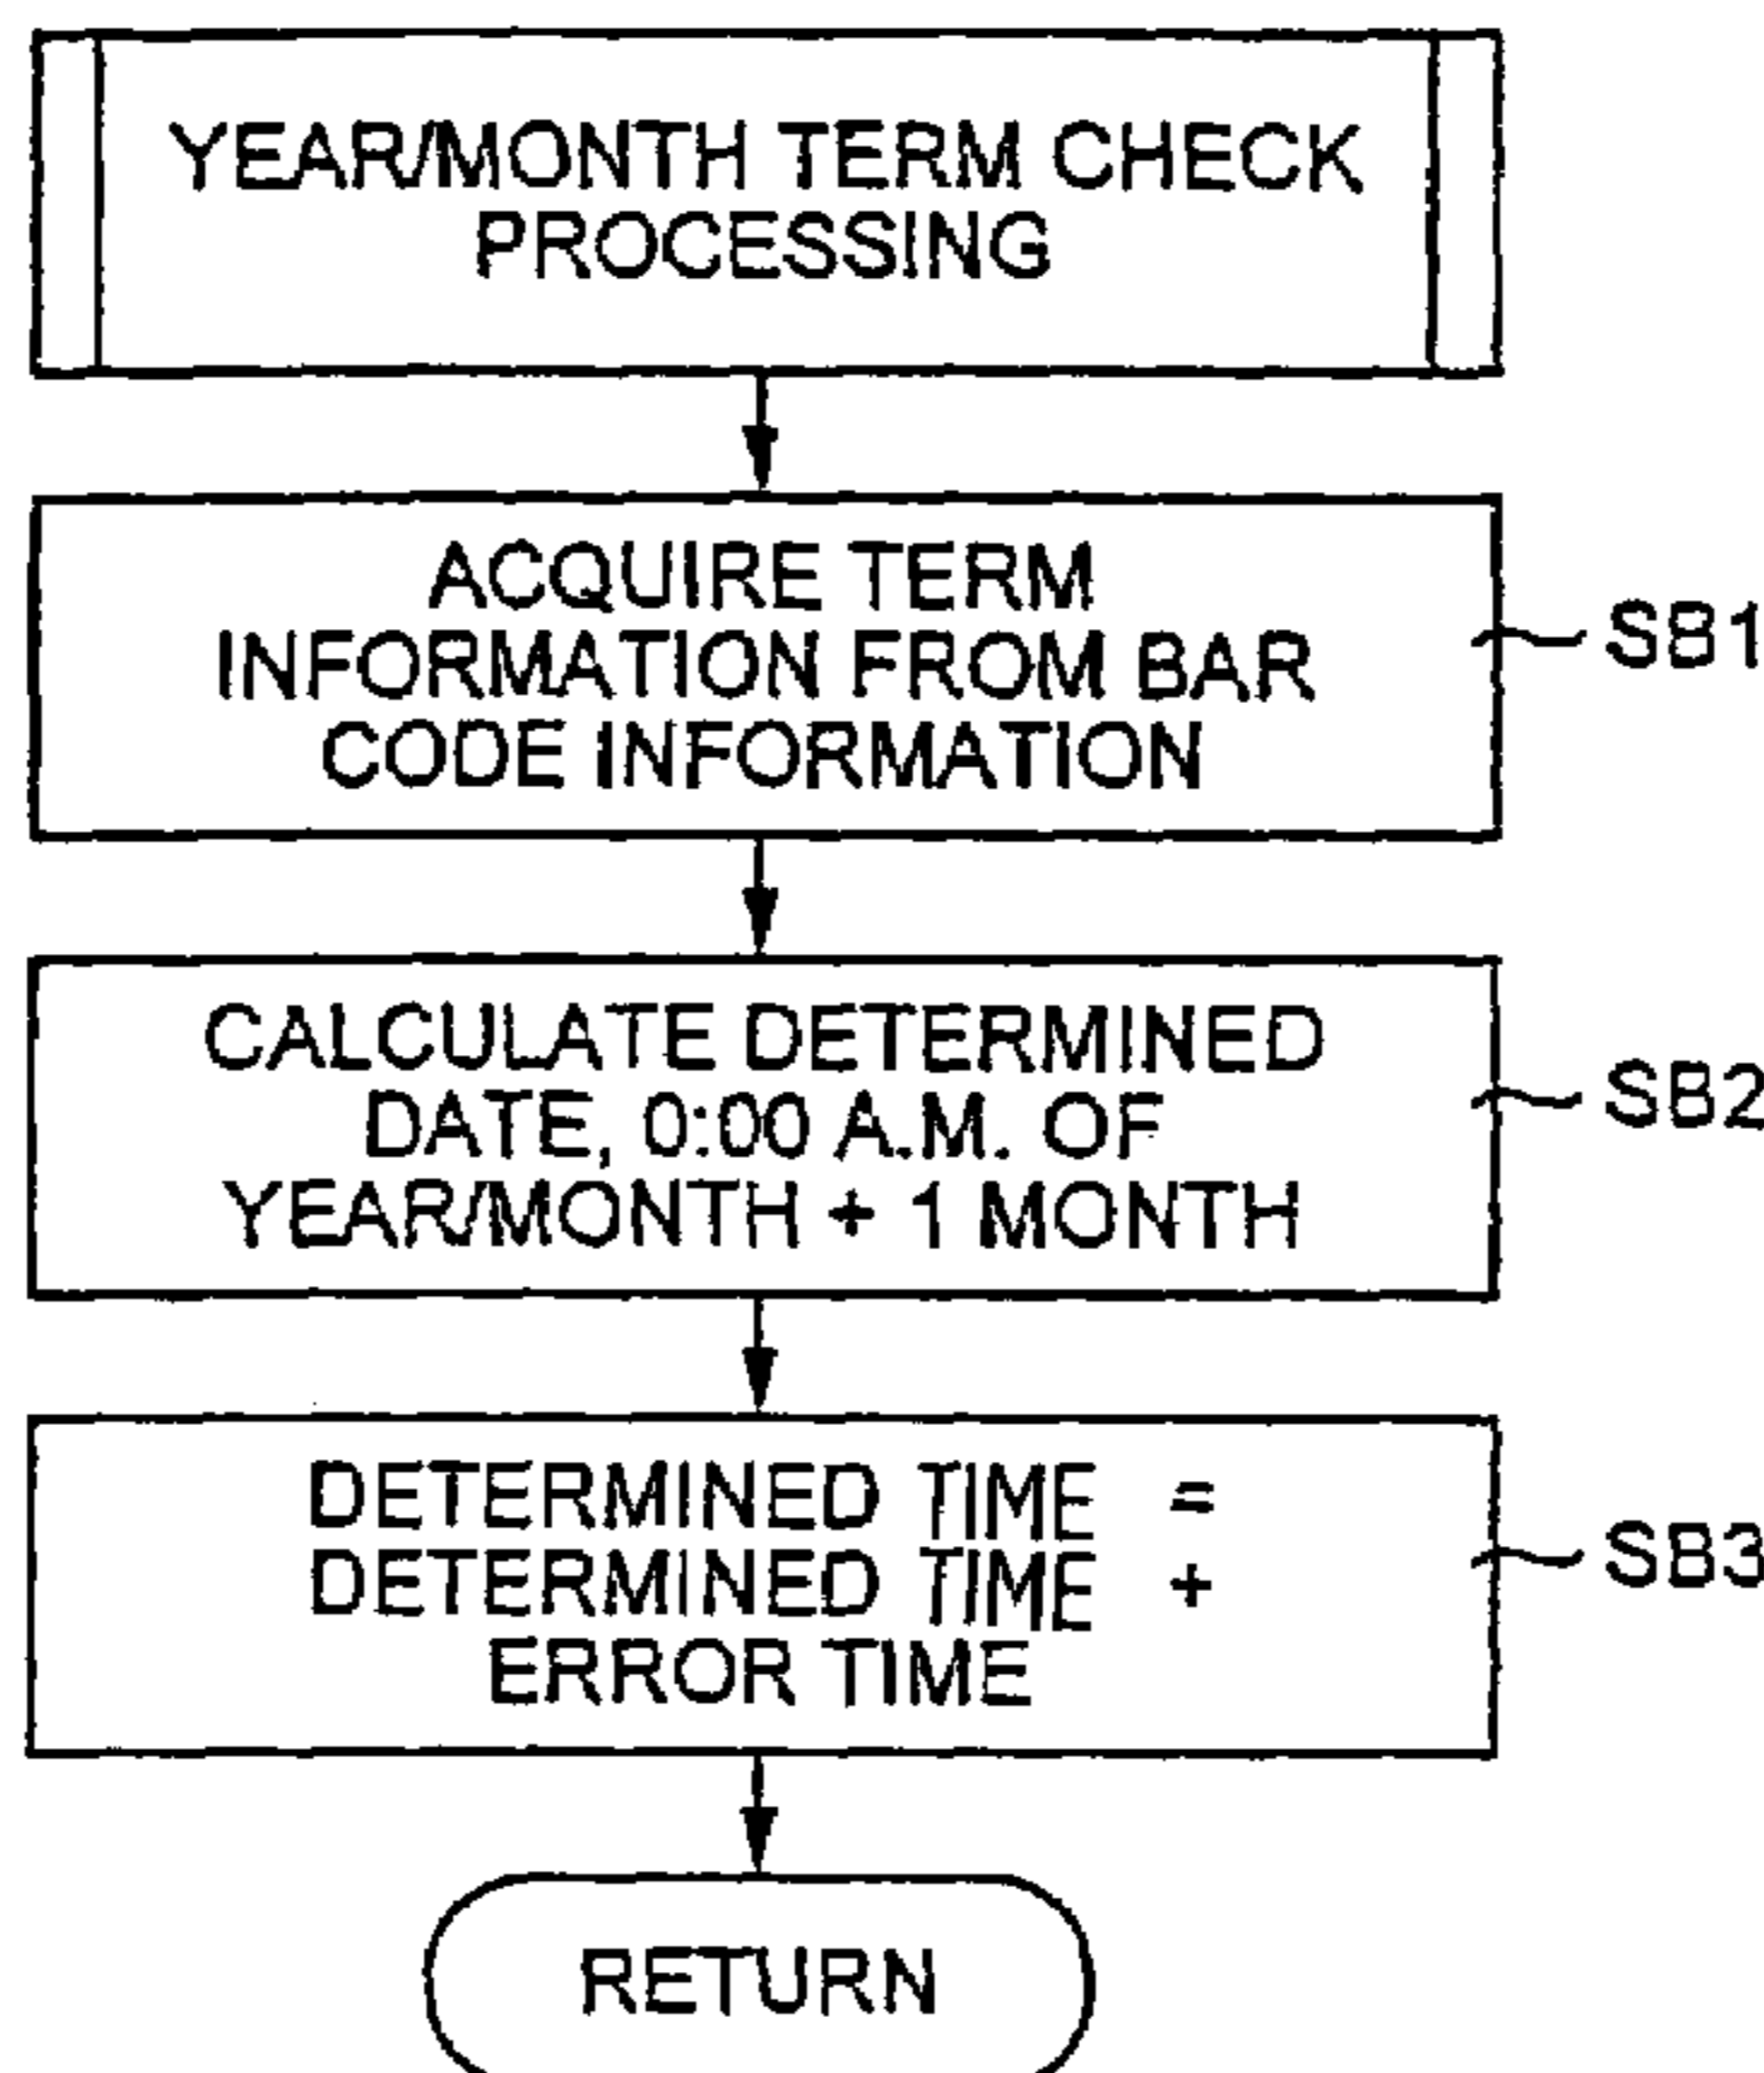 YEAR/MONTH TERM CHECK
PROCESSING
ACQUIRE TERM
INFORMATION FROM BAR
CODE INFORMATION
SB1
CALCULATE DETERMINED
DATE, 0:00 A.M. OF
YEAR/MONTH + 1 MONTH
SB2
DETERMINED TIME =
DETERMINED TIME +
ERROR TIME
SB3
RETURN